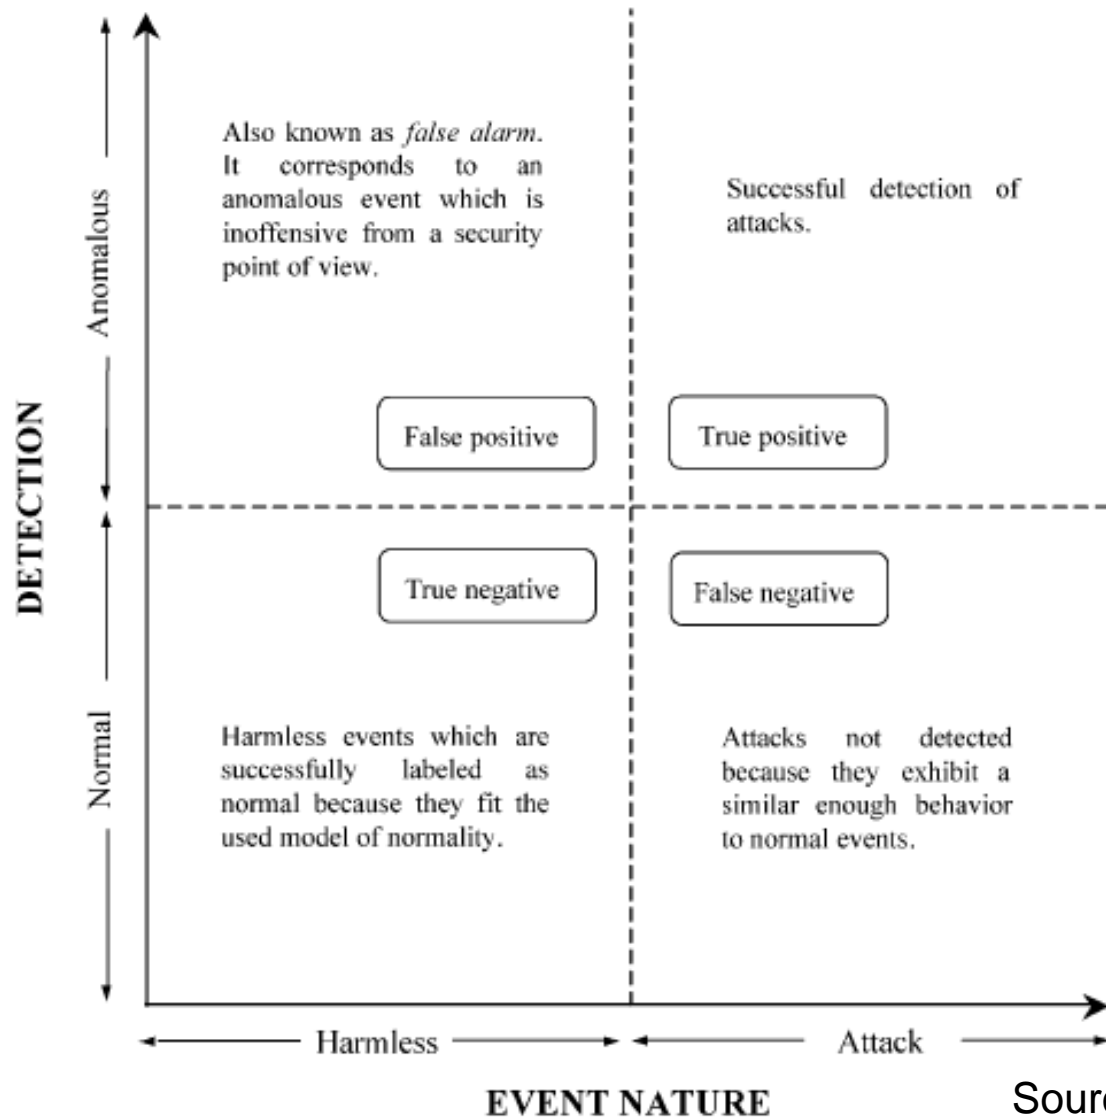 Also known as false alarm.
It corresponds to an
anomalous event which is
inoffensive from a security
point of view.
Successful detection of
attacks.
Anomalous
False positive
True positive
DETECTION
True negative
False negative
Normal
Harmless events which are
successfully labeled as
normal because they fit the
used model of normality.
Attacks not detected
because they exhibit a
similar enough behavior
to normal events.
Harmless
Attack
EVENT NATURE